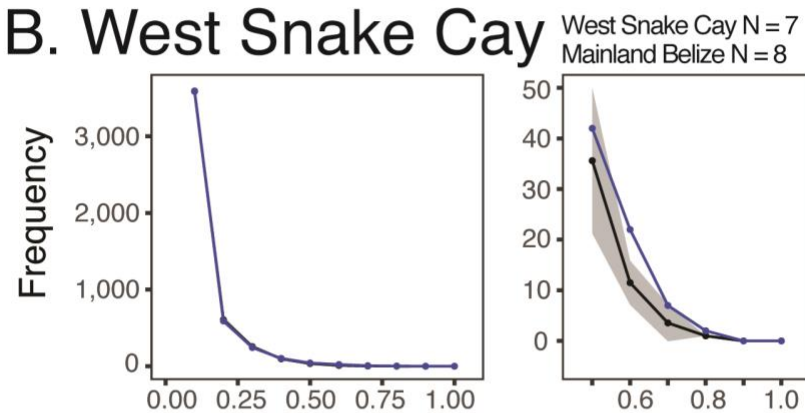 B. West Snake Cay
West Snake Cay N = 7
Mainland Belize N = 8
Frequency
3,000
2,000
1,000
0
0.00 0.25 0.50 0.75 1.00
50
40
30
20
10
0
0.6 0.8 1.0